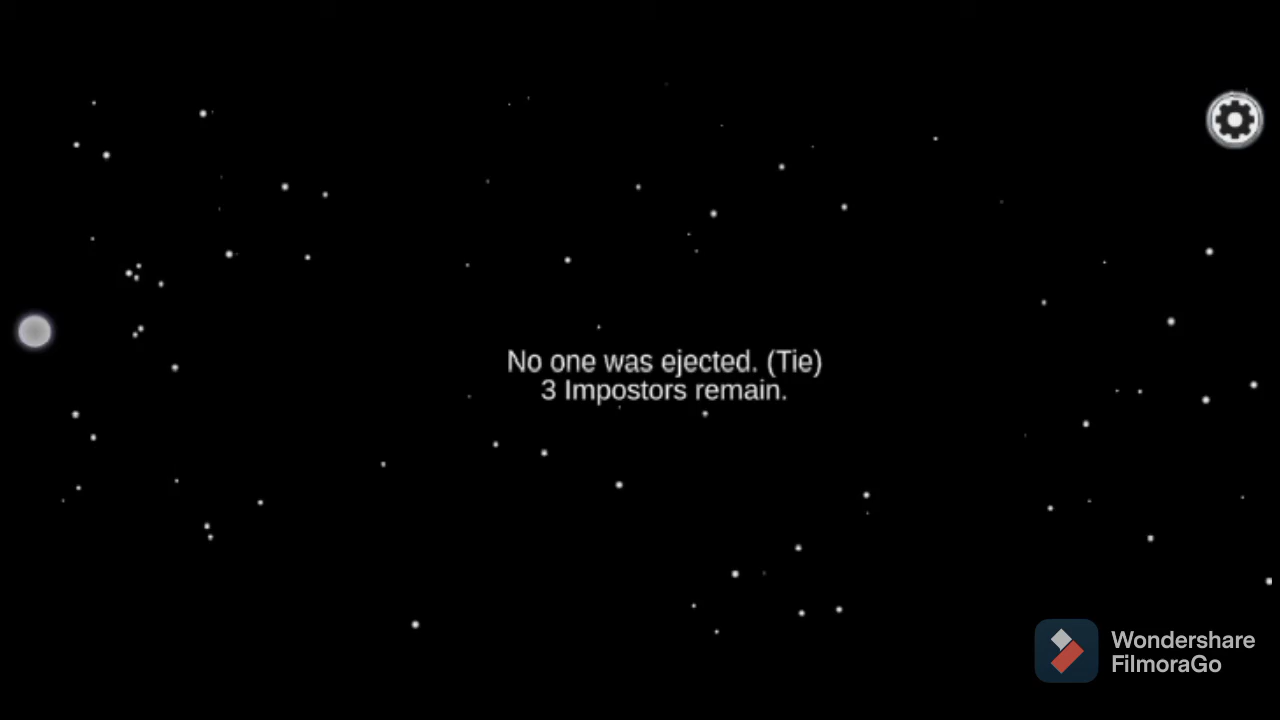 No one was ejected. (Tie)
3 Impostors remain.
Wondershare
FilmoraGo